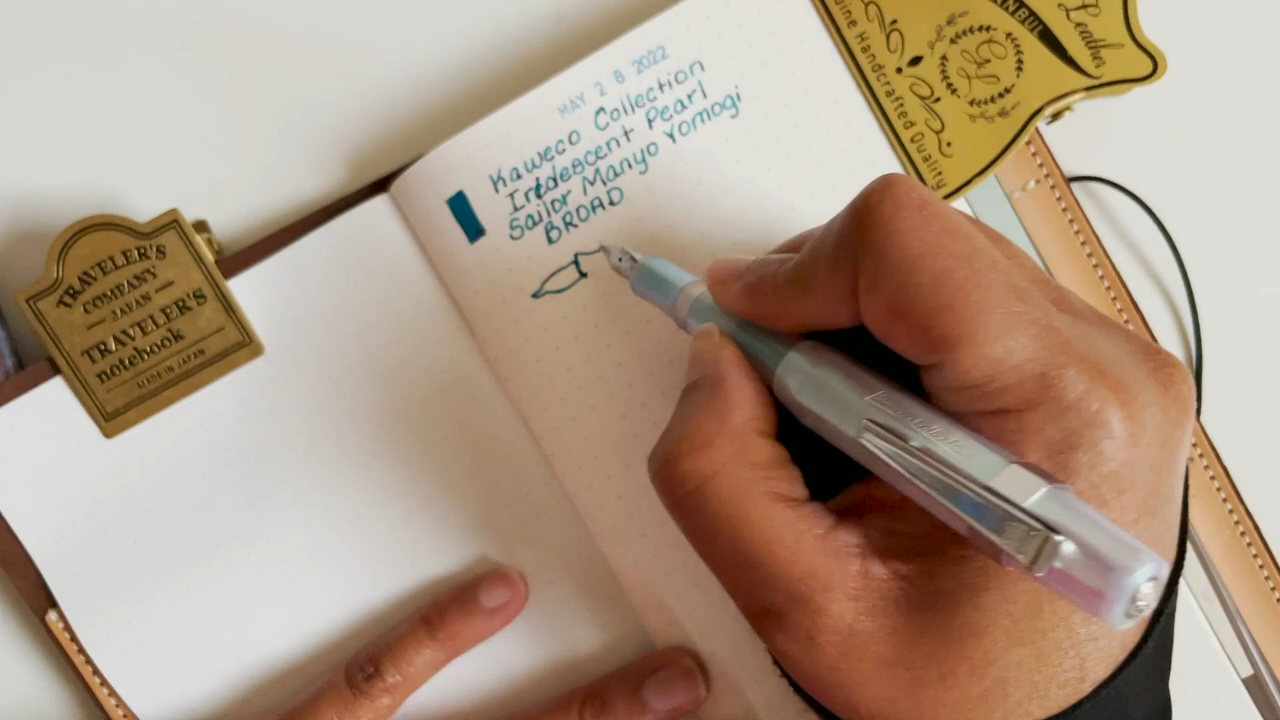 MAY 2 8 2022
Kaweco Collection
Iridescent Pearl
Sailor Manyo Yomogi
BROAD
TRAVELER'S
COMPANY
JAPAN
TRAVELER'S
notebook
MADE IN JAPAN
Leather
GL
Handcrafted Quality